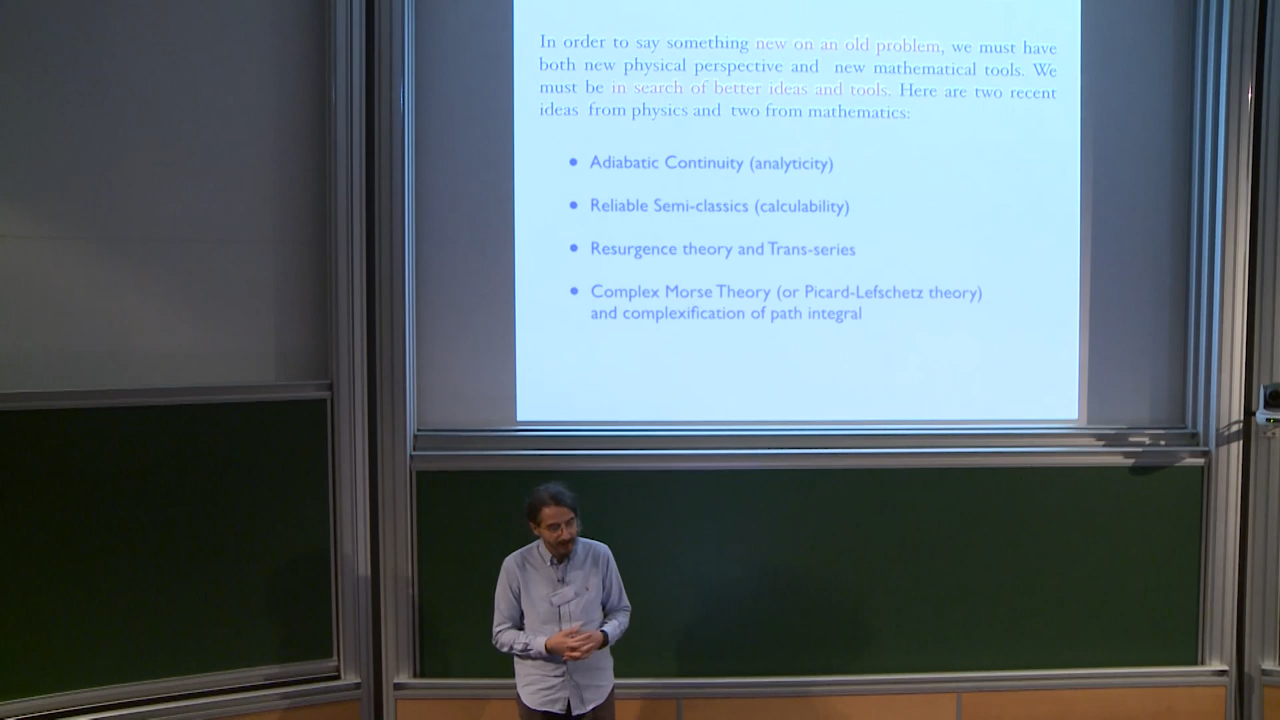 In order to say something new on an old problem, we must have
both new physical perspective and new mathematical tools. We
must be in search of better ideas and tools. Here are two recent
ideas from physics and two from mathematics:
• Adiabatic Continuity (analyticity)
• Reliable Semi-classics (calculability)
• Resurgence theory and Trans-series
• Complex Morse Theory (or Picard-Lefschetz theory)
and complexification of path integral